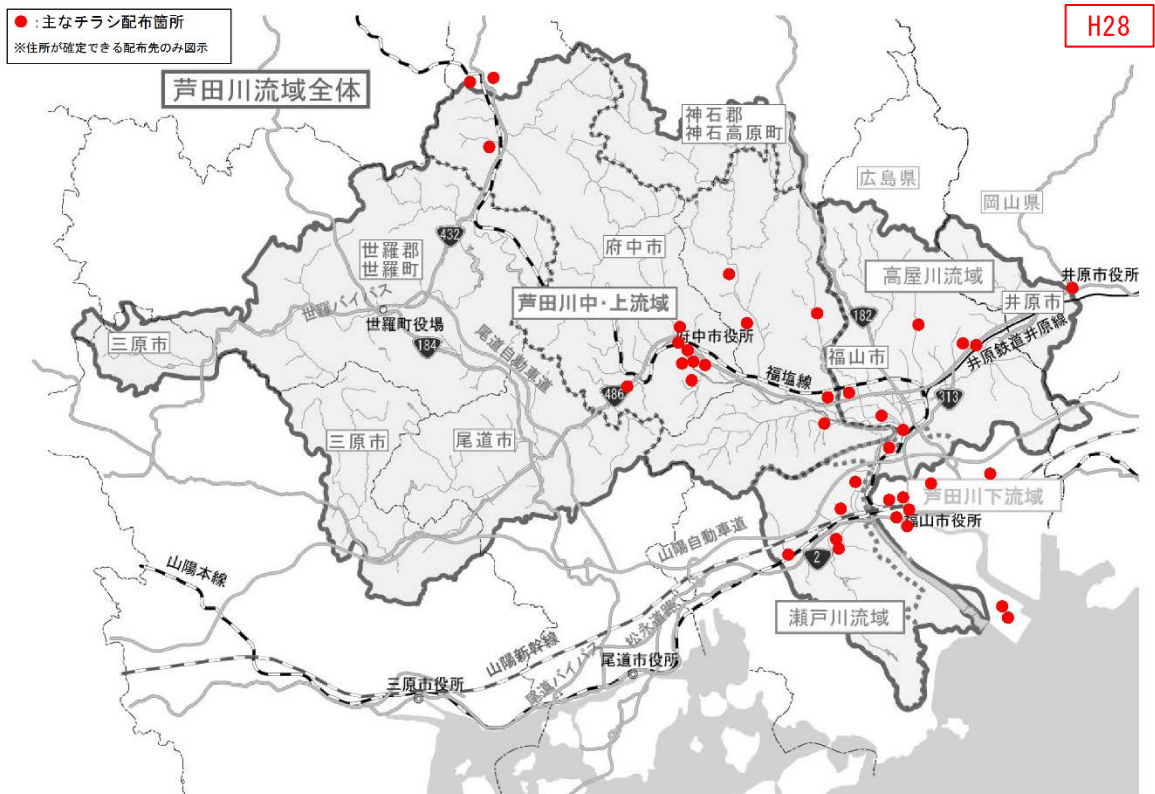 ●:主なチラシ配布箇所
※住所が確定できる配布先のみ図示
H28
芦田川流域全体
神石郡
神石高原町
広島県
岡山県
432
府中市
世羅郡
世羅町
高屋川流域
井原市役所
井原市
芦田川中・上流域
世羅バイパス
世羅町役場
182
三原市
184
尾道自動車道
府中市役所
福山市
井原鉄道井原線
福塩線
486
313
三原市
尾道市
芦田川下流域
福山市役所
山陽自動車道
2
山陽本線
瀬戸川流域
松永道路
山陽新幹線
尾道バイパス
尾道市役所
三原市役所